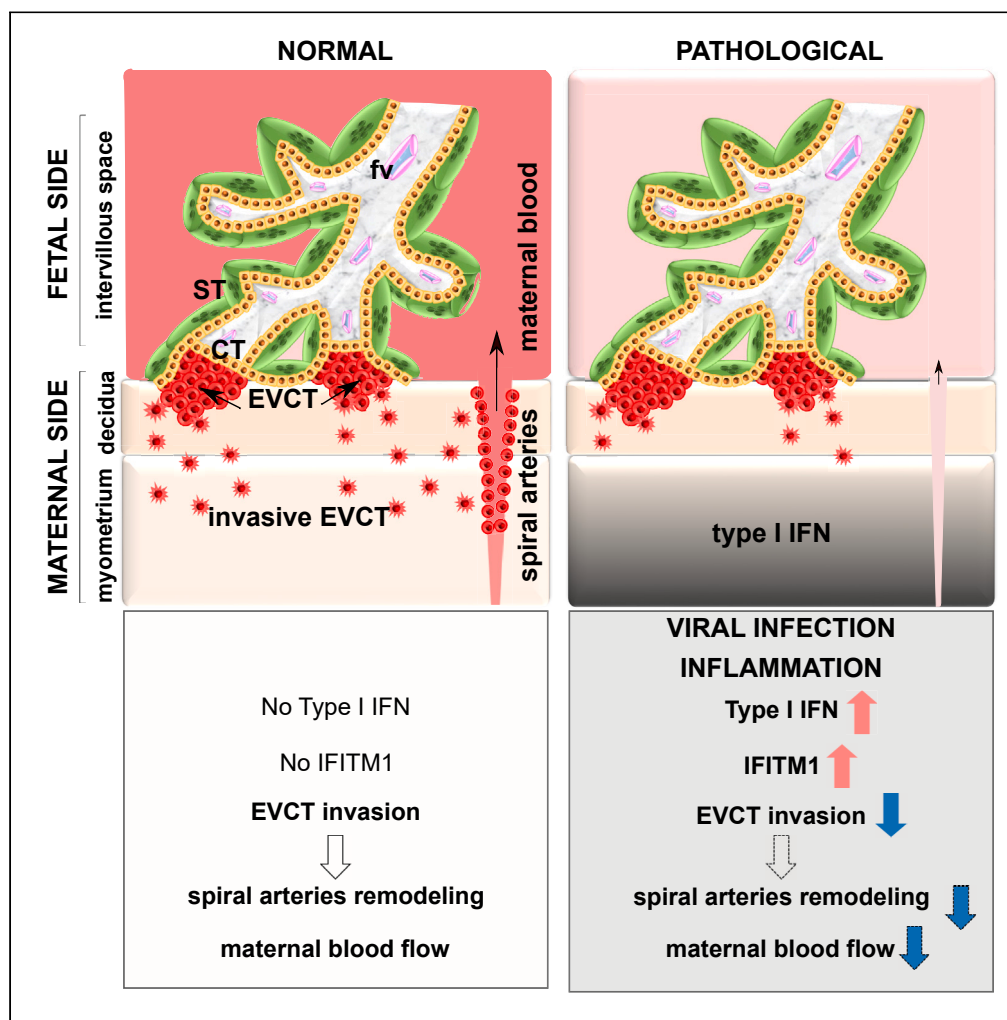 NORMAL
PATHOLOGICAL
FETAL SIDE
intervillous space
fv
ST
CT
maternal blood
MATERNAL SIDE
decidua
myometrium
EVCT
invasive EVCT
spiral arteries
type I IFN
No Type I IFN
No IFITM1
EVCT invasion
spiral arteries remodeling
maternal blood flow
VIRAL INFECTION
INFLAMMATION
Type I IFN
IFITM1
EVCT invasion
spiral arteries remodeling
maternal blood flow